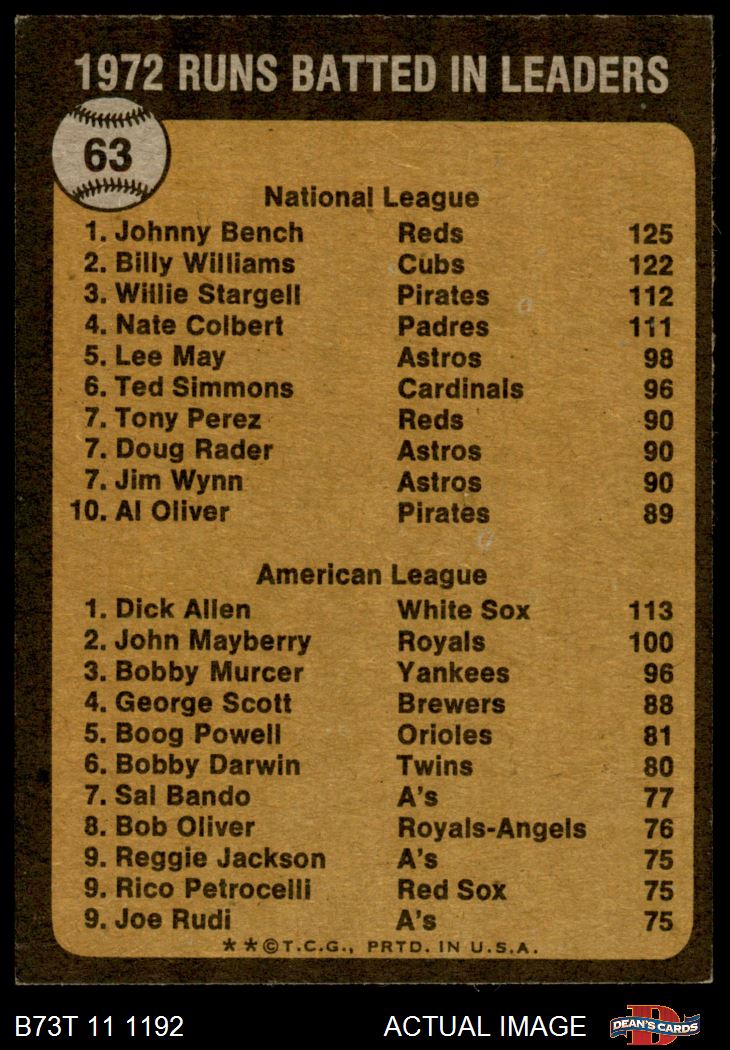 1972 RUNS BATTED IN LEADERS
63
National League
1. Johnny Bench Reds 125
2. Billy Williams Cubs 122
3. Willie Stargell Pirates 112
4. Nate Colbert Padres 111
5. Lee May Astros 98
6. Ted Simmons Cardinals 96
7. Tony Perez Reds 90
7. Doug Rader Astros 90
7. Jim Wynn Astros 90
10. Al Oliver Pirates 89
American League
1. Dick Allen White Sox 113
2. John Mayberry Royals 100
3. Bobby Murcer Yankees 96
4. George Scott Brewers 88
5. Boog Powell Orioles 81
6. Bobby Darwin Twins 80
7. Sal Bando A's 77
8. Bob Oliver Royals-Angels 76
9. Reggie Jackson A's 75
9. Rico Petrocelli Red Sox 75
9. Joe Rudi A's 75
**©T.C.G., PRTD. IN U.S.A.
B73T 11 1192 ACTUAL IMAGE D DEAN'S CARDS